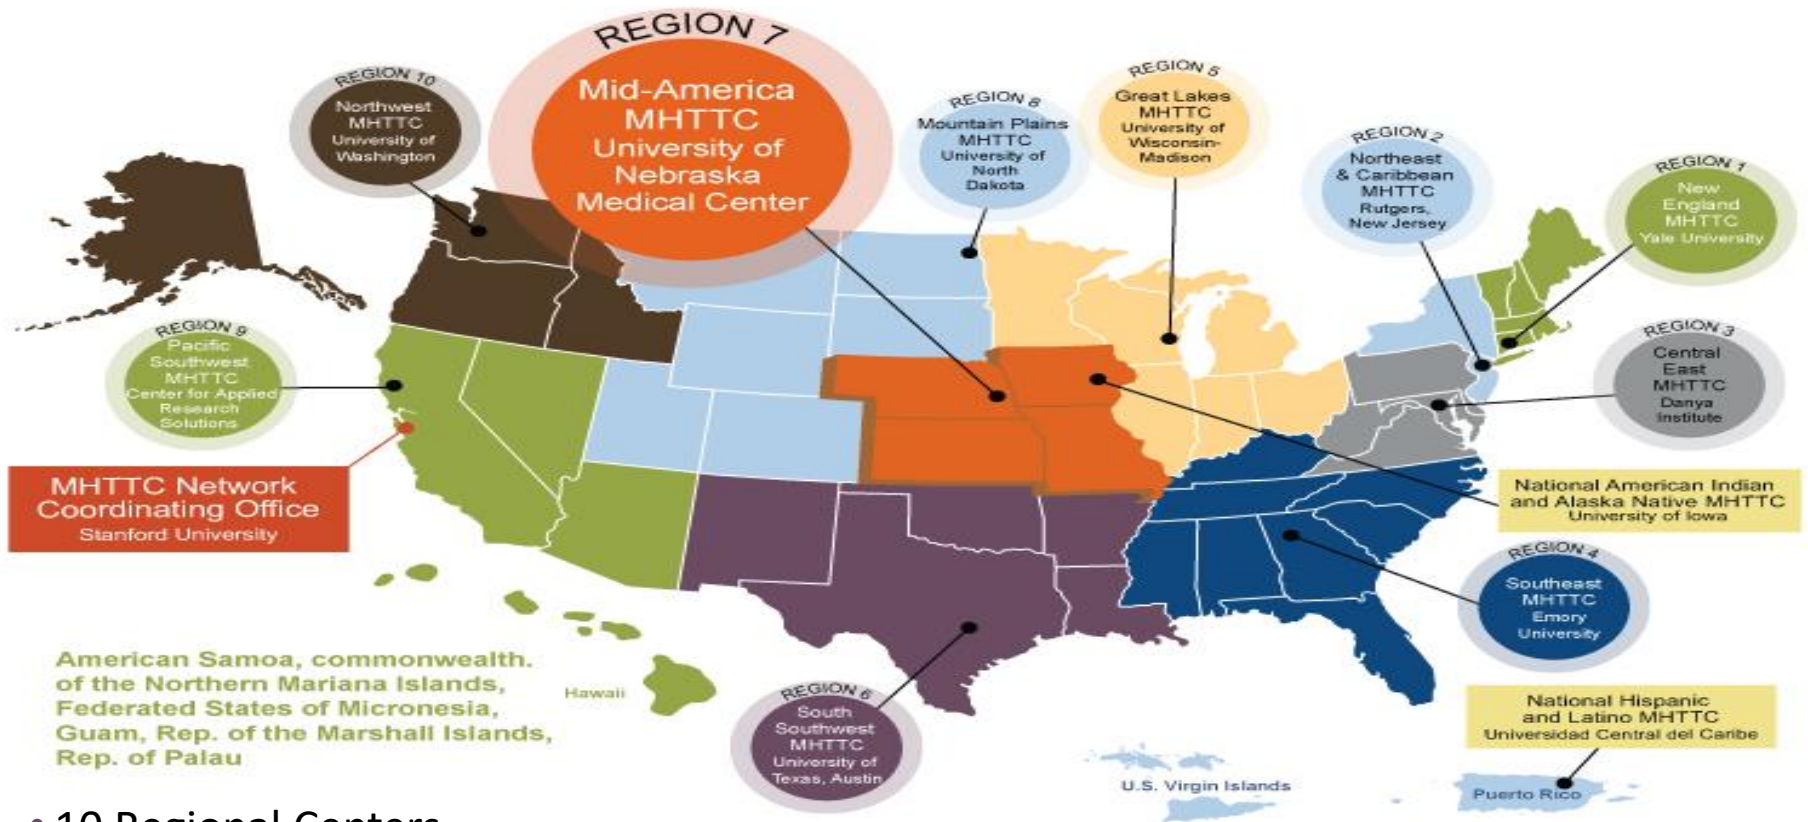 REGION 7
Mid-America
MHTTC
University of
Nebraska
Medical Center
REGION 10
Northwest
MHTTC
University of
Washington
REGION 8
Mountain Plains
MHTTC
University of
North
Dakota
REGION 5
Great Lakes
MHTTC
University of
Wisconsin-
Madison
REGION 2
Northeast
& Caribbean
MHTTC
Rutgers,
New Jersey
REGION 1
New
England
MHTTC
Yale University
REGION 9
Pacific
Southwest
MHTTC
Center for Applied
Research
Solutions
REGION 3
Central
East
MHTTC
Danya
Institute
MHTTC Network
Coordinating Office
Stanford University
National American Indian
and Alaska Native MHTTC
University of Iowa
REGION 4
Southeast
MHTTC
Emory
University
American Samoa, commonwealth.
of the Northern Mariana Islands,
Federated States of Micronesia,
Guam, Rep. of the Marshall Islands,
Rep. of Palau
Hawaii
REGION 6
South
Southwest
MHTTC
University of
Texas, Austin
National Hispanic
and Latino MHTTC
Universidad Central del Caribe
U.S. Virgin Islands
Puerto Rico
• 10 Regional Centers